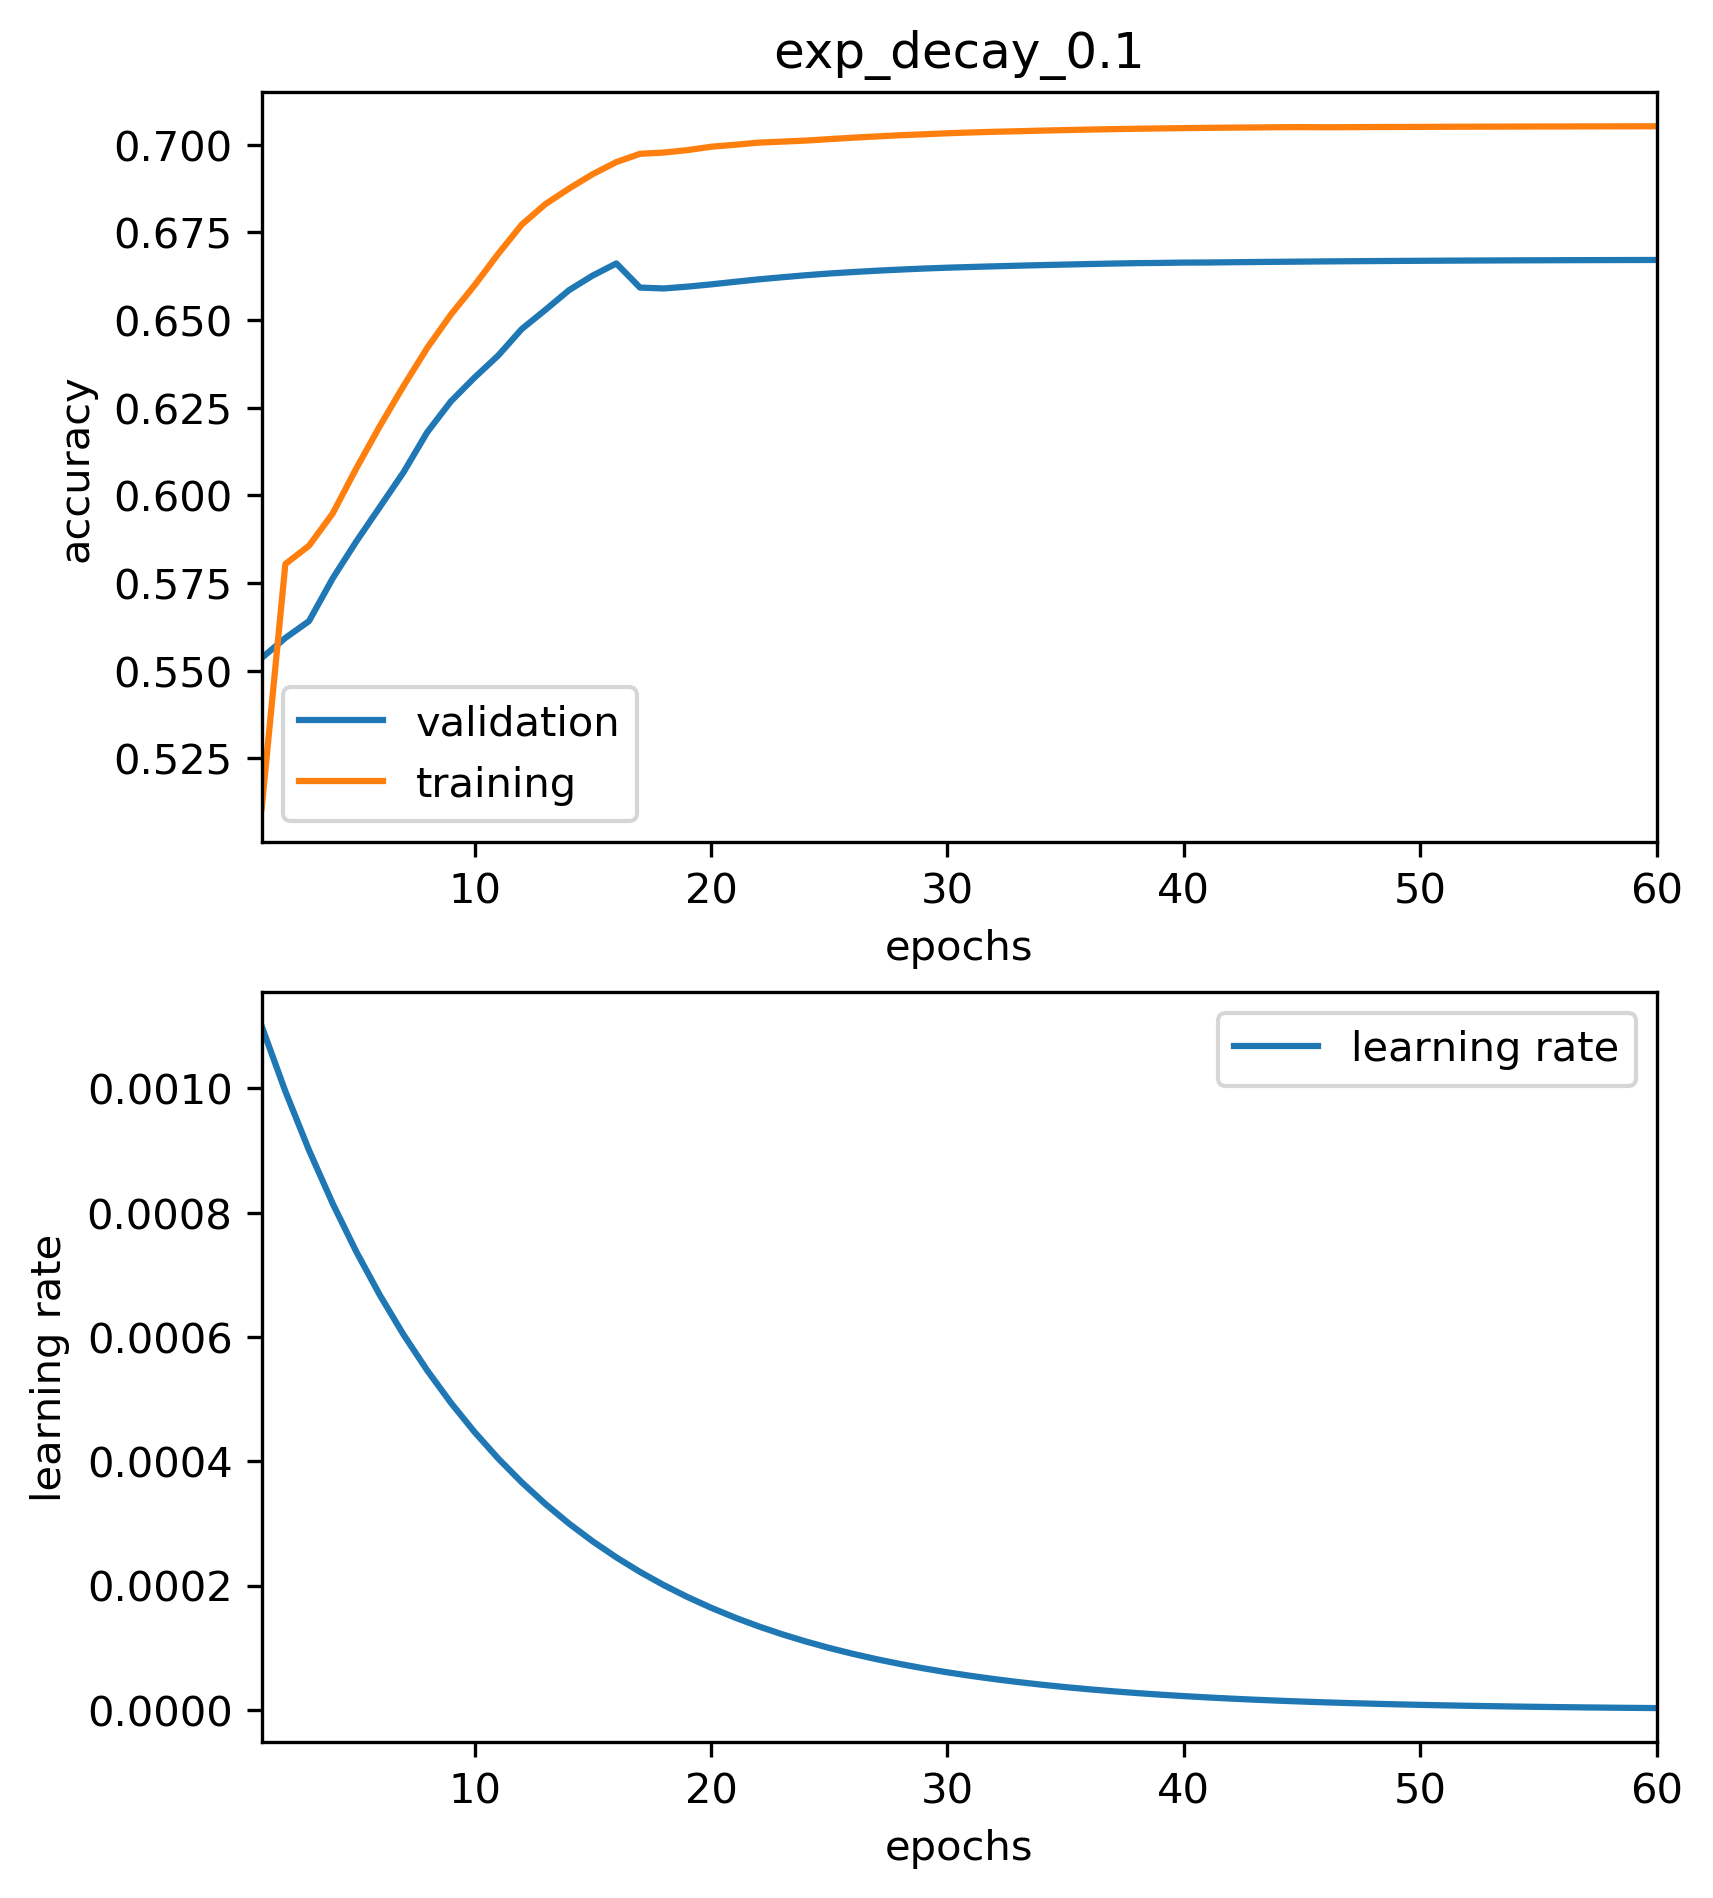 exp_decay_0.1
0.700
0.675
0.650
0.625
0.600
0.575
0.550
0.525
accuracy
validation
training
10 20 30 40 50 60
epochs
learning rate
0.0010
0.0008
0.0006
0.0004
0.0002
0.0000
learning rate
10 20 30 40 50 60
epochs